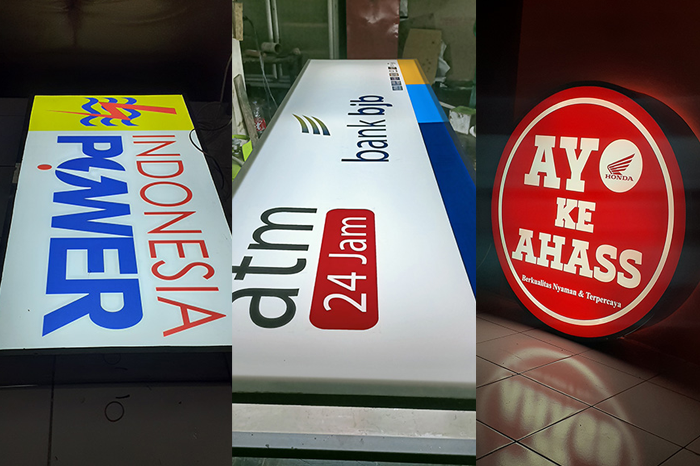 INDONESIA
POWER
bank bjb
atm
24 Jam
AYO
HONDA
KE
AHASS
Berkualitas Nyaman & Terpercaya